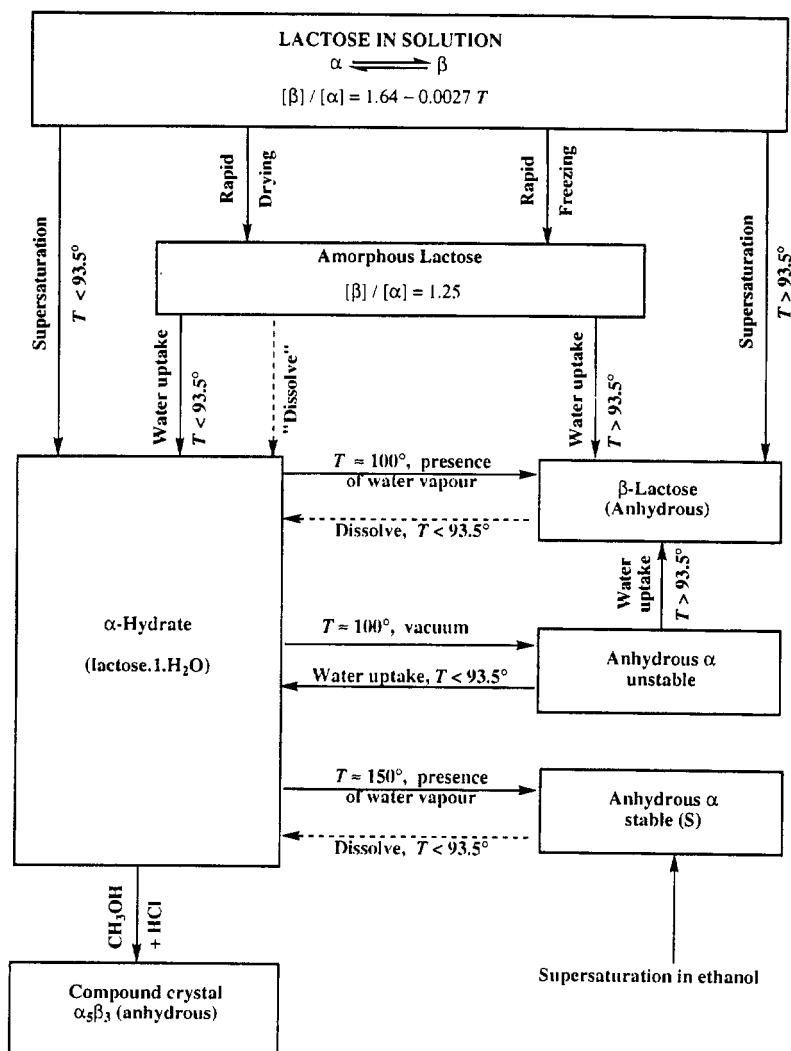 LACTOSE IN SOLUTION
α ⇌ β
[β] / [α] = 1.64 – 0.0027 T
Supersaturation
T < 93.5°
Rapid
Drying
Rapid
Freezing
Supersaturation
T > 93.5°
Amorphous Lactose
[β] / [α] = 1.25
Water uptake
T < 93.5°
"Dissolve"
Water uptake
T > 93.5°
T ≈ 100°, presence
of water vapour
Dissolve, T < 93.5°
β-Lactose
(Anhydrous)
Water
uptake
T > 93.5°
α-Hydrate
(lactose.1.H₂O)
T ≈ 100°, vacuum
Water uptake, T < 93.5°
Anhydrous α
unstable
T ≈ 150°, presence
of water vapour
Dissolve, T < 93.5°
Anhydrous α
stable (S)
CH₃OH
+ HCl
Supersaturation in ethanol
Compound crystal
α₅β₃ (anhydrous)